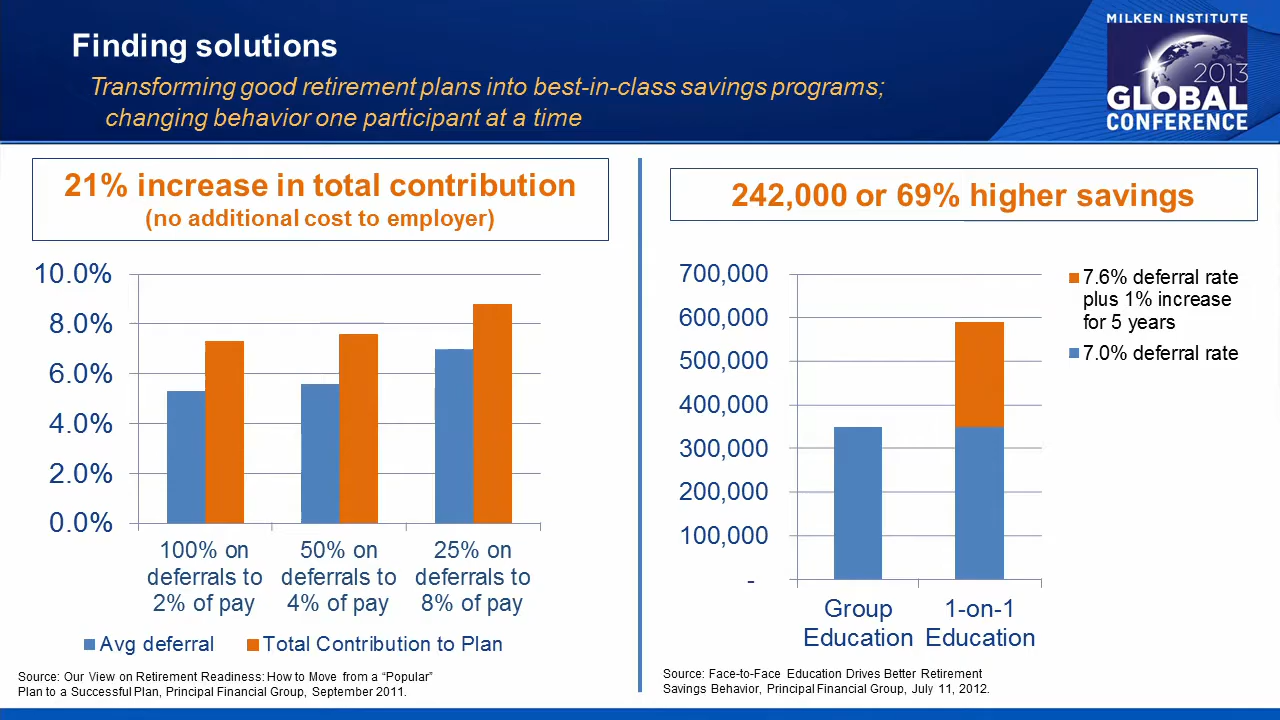 Finding solutions
Transforming good retirement plans into best-in-class savings programs;
changing behavior one participant at a time
MILKEN INSTITUTE
2013
GLOBAL
CONFERENCE
21% increase in total contribution
(no additional cost to employer)
10.0%
8.0%
6.0%
4.0%
2.0%
0.0%
100% on
deferrals to
2% of pay
50% on
deferrals to
4% of pay
25% on
deferrals to
8% of pay
Avg deferral
Total Contribution to Plan
Source: Our View on Retirement Readiness: How to Move from a “Popular”
Plan to a Successful Plan, Principal Financial Group, September 2011.
242,000 or 69% higher savings
700,000
600,000
500,000
400,000
300,000
200,000
100,000
-
Group
Education
1-on-1
Education
7.6% deferral rate
plus 1% increase
for 5 years
7.0% deferral rate
Source: Face-to-Face Education Drives Better Retirement
Savings Behavior, Principal Financial Group, July 11, 2012.